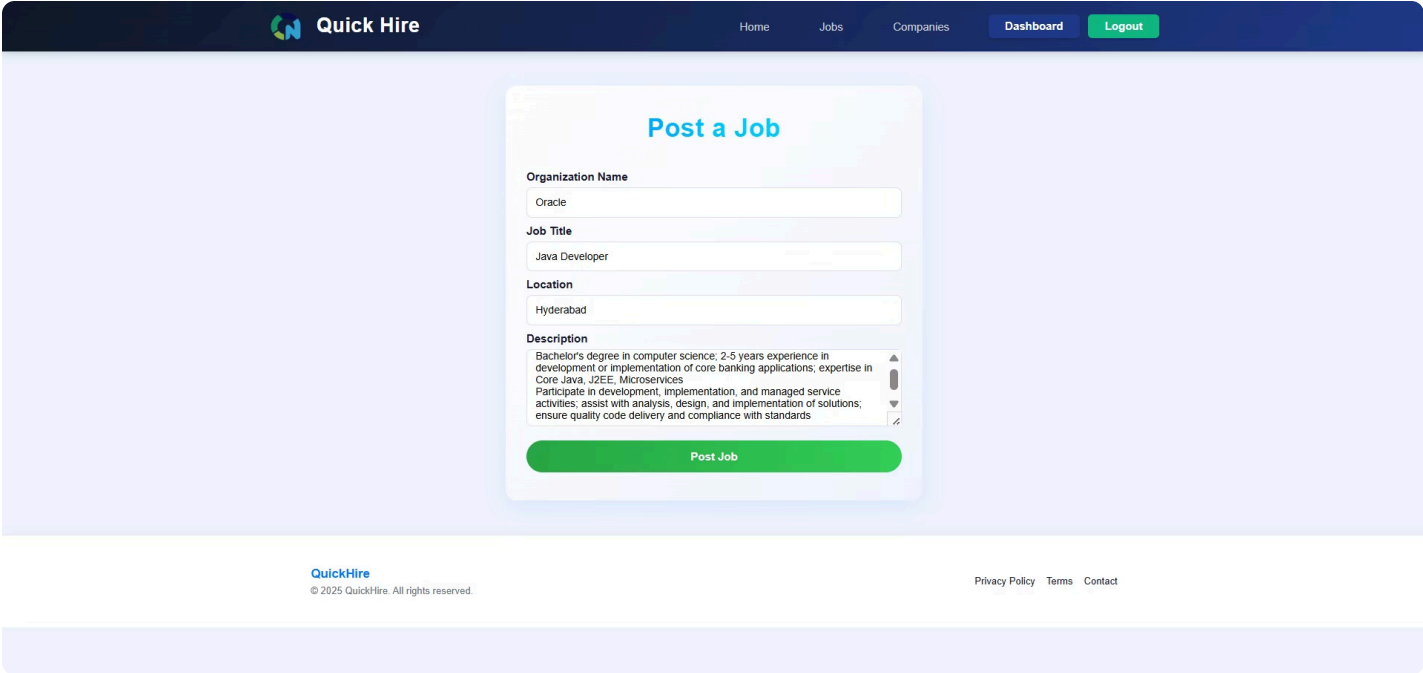 Quick Hire
Home
Jobs
Companies
Dashboard
Logout
Post a Job
Organization Name
Oracle
Job Title
Java Developer
Location
Hyderabad
Description
Bachelor's degree in computer science; 2-5 years experience in
development or implementation of core banking applications; expertise in
Core Java, J2EE, Microservices
Participate in development, implementation, and managed service
activities; assist with analysis, design, and implementation of solutions;
ensure quality code delivery and compliance with standards
Post Job
QuickHire
© 2025 QuickHire. All rights reserved.
Privacy Policy
Terms
Contact